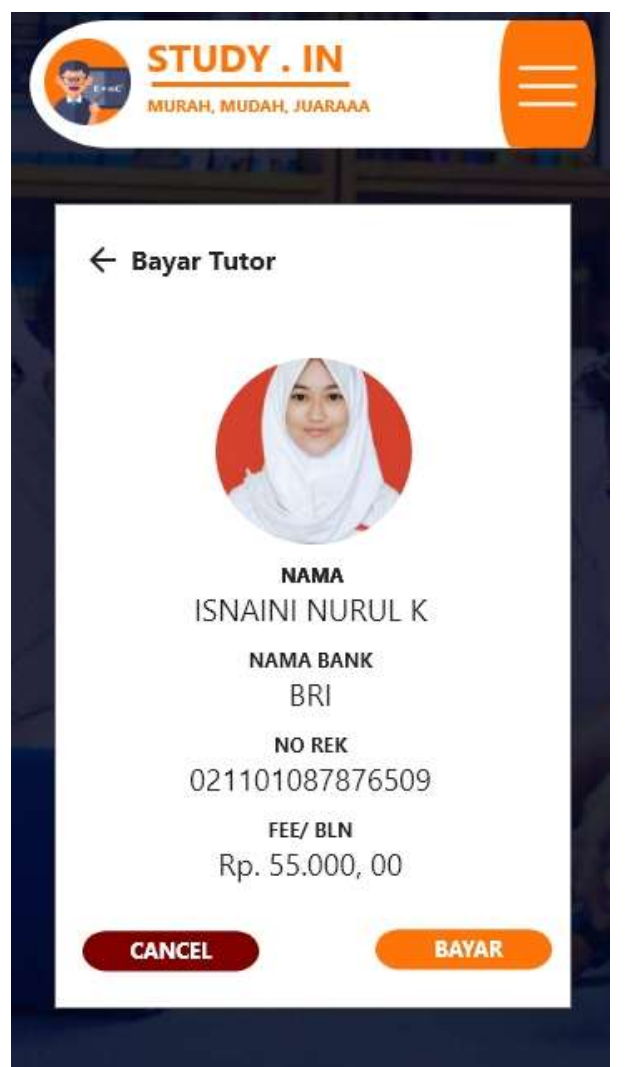 STUDY . IN
MURAH, MUDAH, JUARAAA
Bayar Tutor
NAMA
ISNAINI NURUL K
NAMA BANK
BRI
NO REK
021101087876509
FEE/ BLN
Rp. 55.000, 00
CANCEL
BAYAR